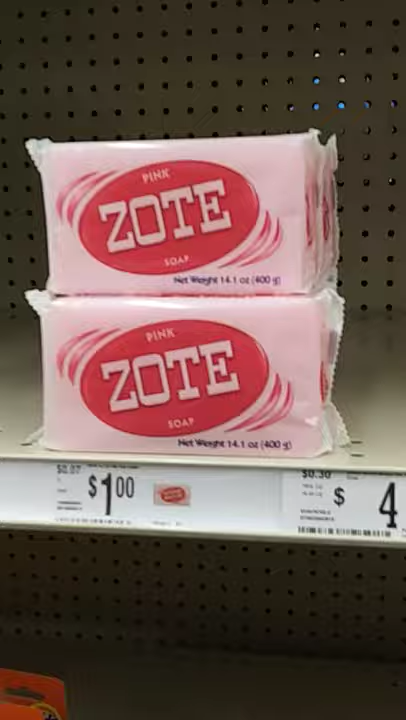 PINK
ZOTE
SOAP
Net Weight 14.1 oz (400 g)
PINK
ZOTE
SOAP
Net Weight 14.1 oz (400 g)
$0.07
$1.00
$0.30
$ 4